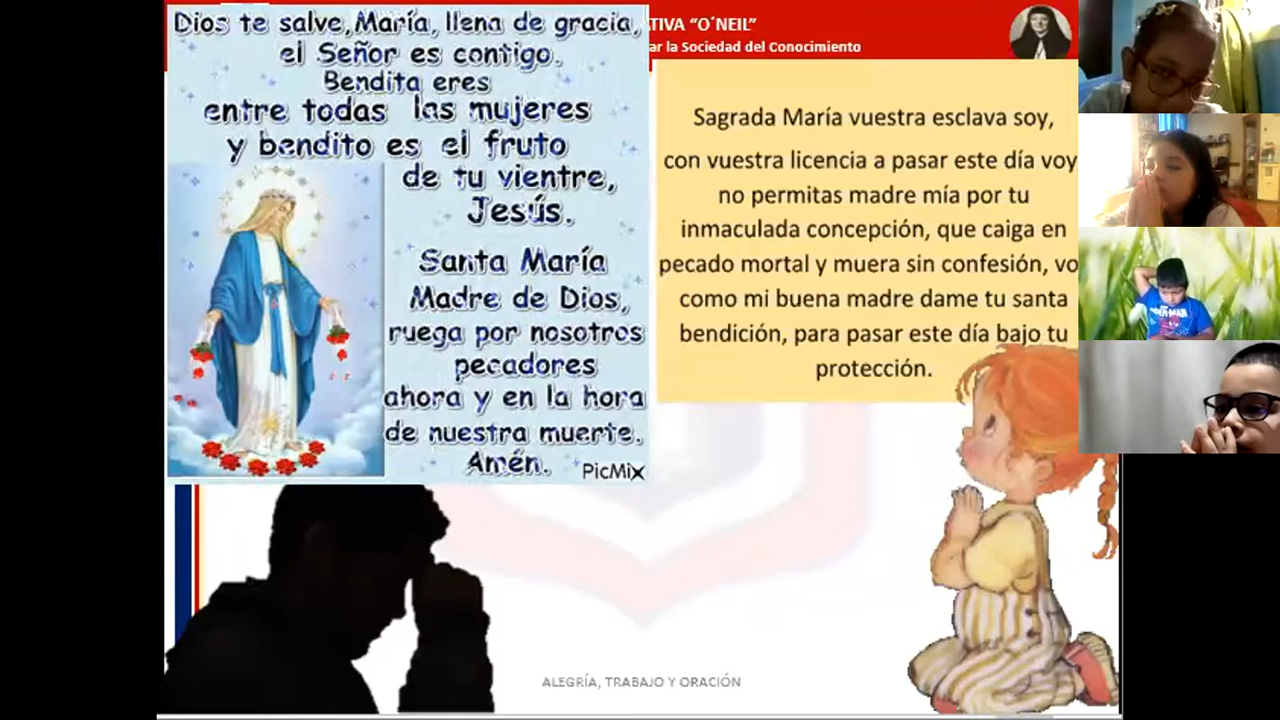 ATIVA “O´NEIL”
ar la Sociedad del Conocimiento
Dios te salve, María, llena de gracia,
el Señor es contigo.
Bendita eres
entre todas las mujeres
y bendito es el fruto
de tu vientre,
Jesús.
Santa María
Madre de Dios,
ruega por nosotros
pecadores
ahora y en la hora
de nuestra muerte.
Amén.
PicMix
Sagrada María vuestra esclava soy,
con vuestra licencia a pasar este día voy
no permitas madre mía por tu
inmaculada concepción, que caiga en
pecado mortal y muera sin confesión, vo
como mi buena madre dame tu santa
bendición, para pasar este día bajo tu
protección.
ALEGRÍA, TRABAJO Y ORACIÓN